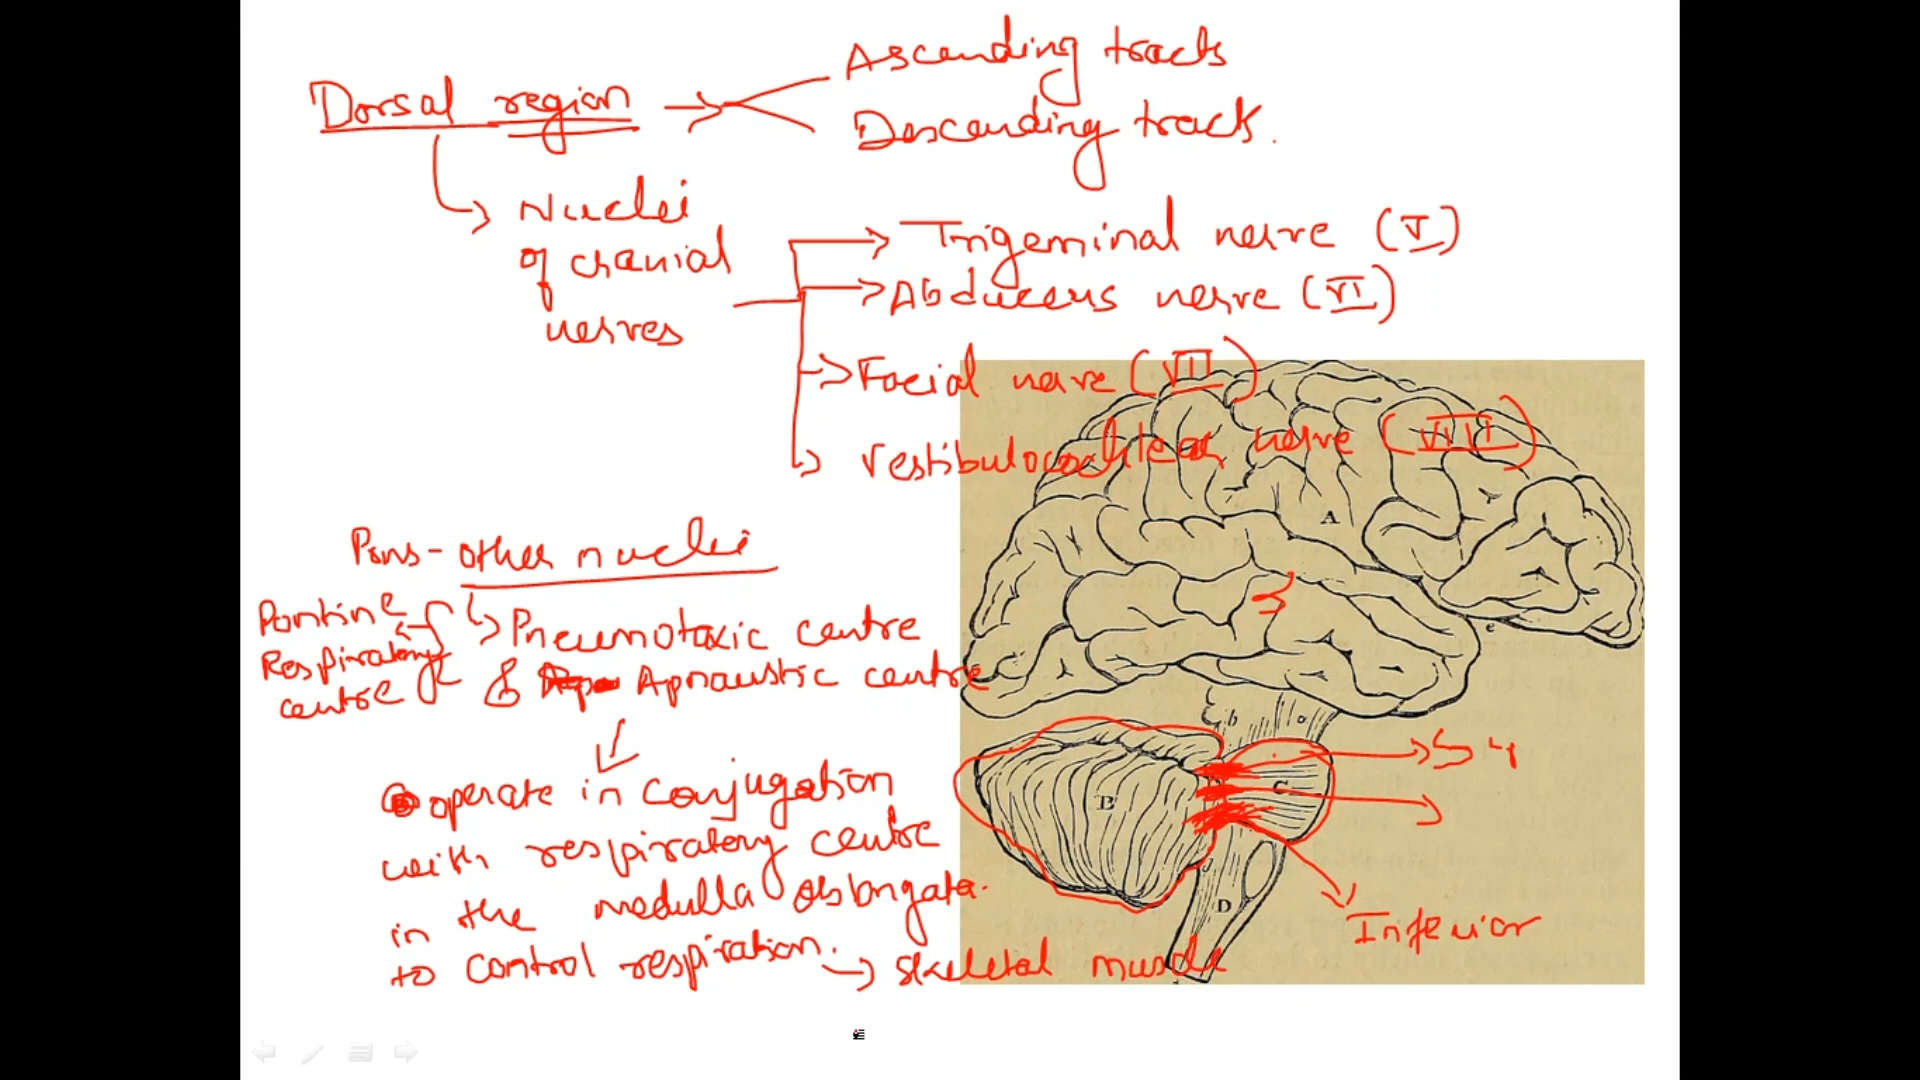 Dorsal region → Ascending tracts
Descending track.
Nuclei
of cranial
nerves
Trigeminal nerve (V)
Abducens nerve (VI)
Facial nerve (VII)
Vestibulocochlear nerve (VIII)
Pons - other nuclei
Pontine
Respiratory
centre
Pneumotaxic centre
& Apnaustic centre
operate in conjugation
with respiratory centre
in the medulla oblongata.
to control respiration.
→ skeletal muscle
Inferior
A
e
b
a
B
C
D